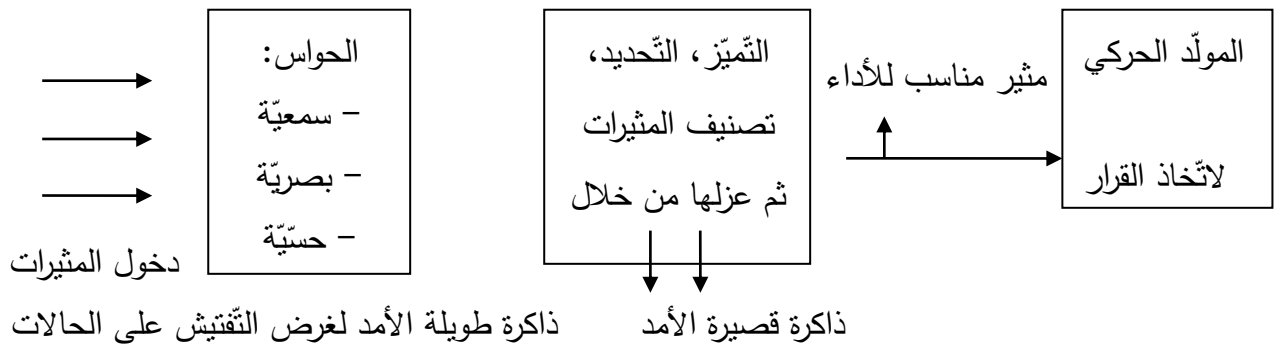 الحواس:
– سمعيّة
– بصريّة
– حسّيّة
دخول المثيرات
التّميّز، التّحديد،
تصنيف المثيرات
ثم عزلها من خلال
مثير مناسب للأداء
المولّد الحركي
لاتّخاذ القرار
ذاكرة قصيرة الأمد
ذاكرة طويلة الأمد لغرض التّفتيش على الحالات